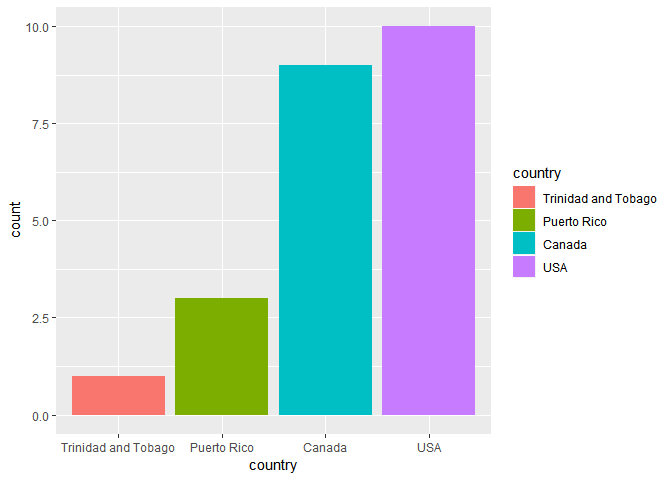 10.0
7.5
5.0
2.5
0.0
count
Trinidad and Tobago Puerto Rico Canada USA
country
country
Trinidad and Tobago
Puerto Rico
Canada
USA